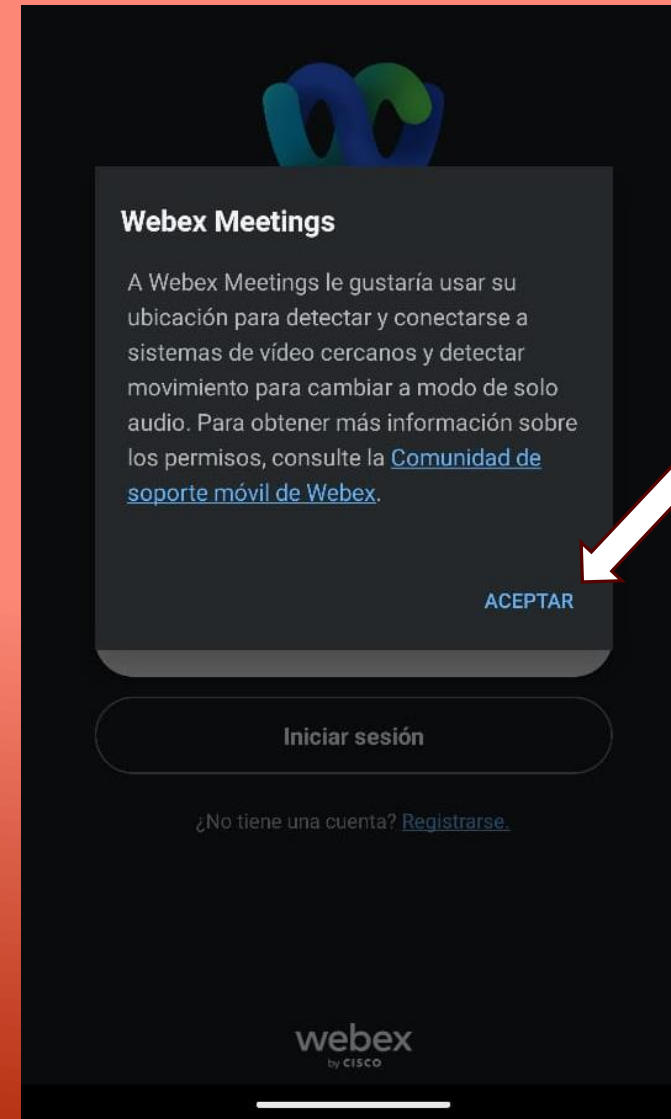 Webex Meetings
A Webex Meetings le gustaría usar su
ubicación para detectar y conectarse a
sistemas de vídeo cercanos y detectar
movimiento para cambiar a modo de solo
audio. Para obtener más información sobre
los permisos, consulte la Comunidad de
soporte móvil de Webex.
ACEPTAR
Iniciar sesión
¿No tiene una cuenta? Registrarse.
webex
by CISCO